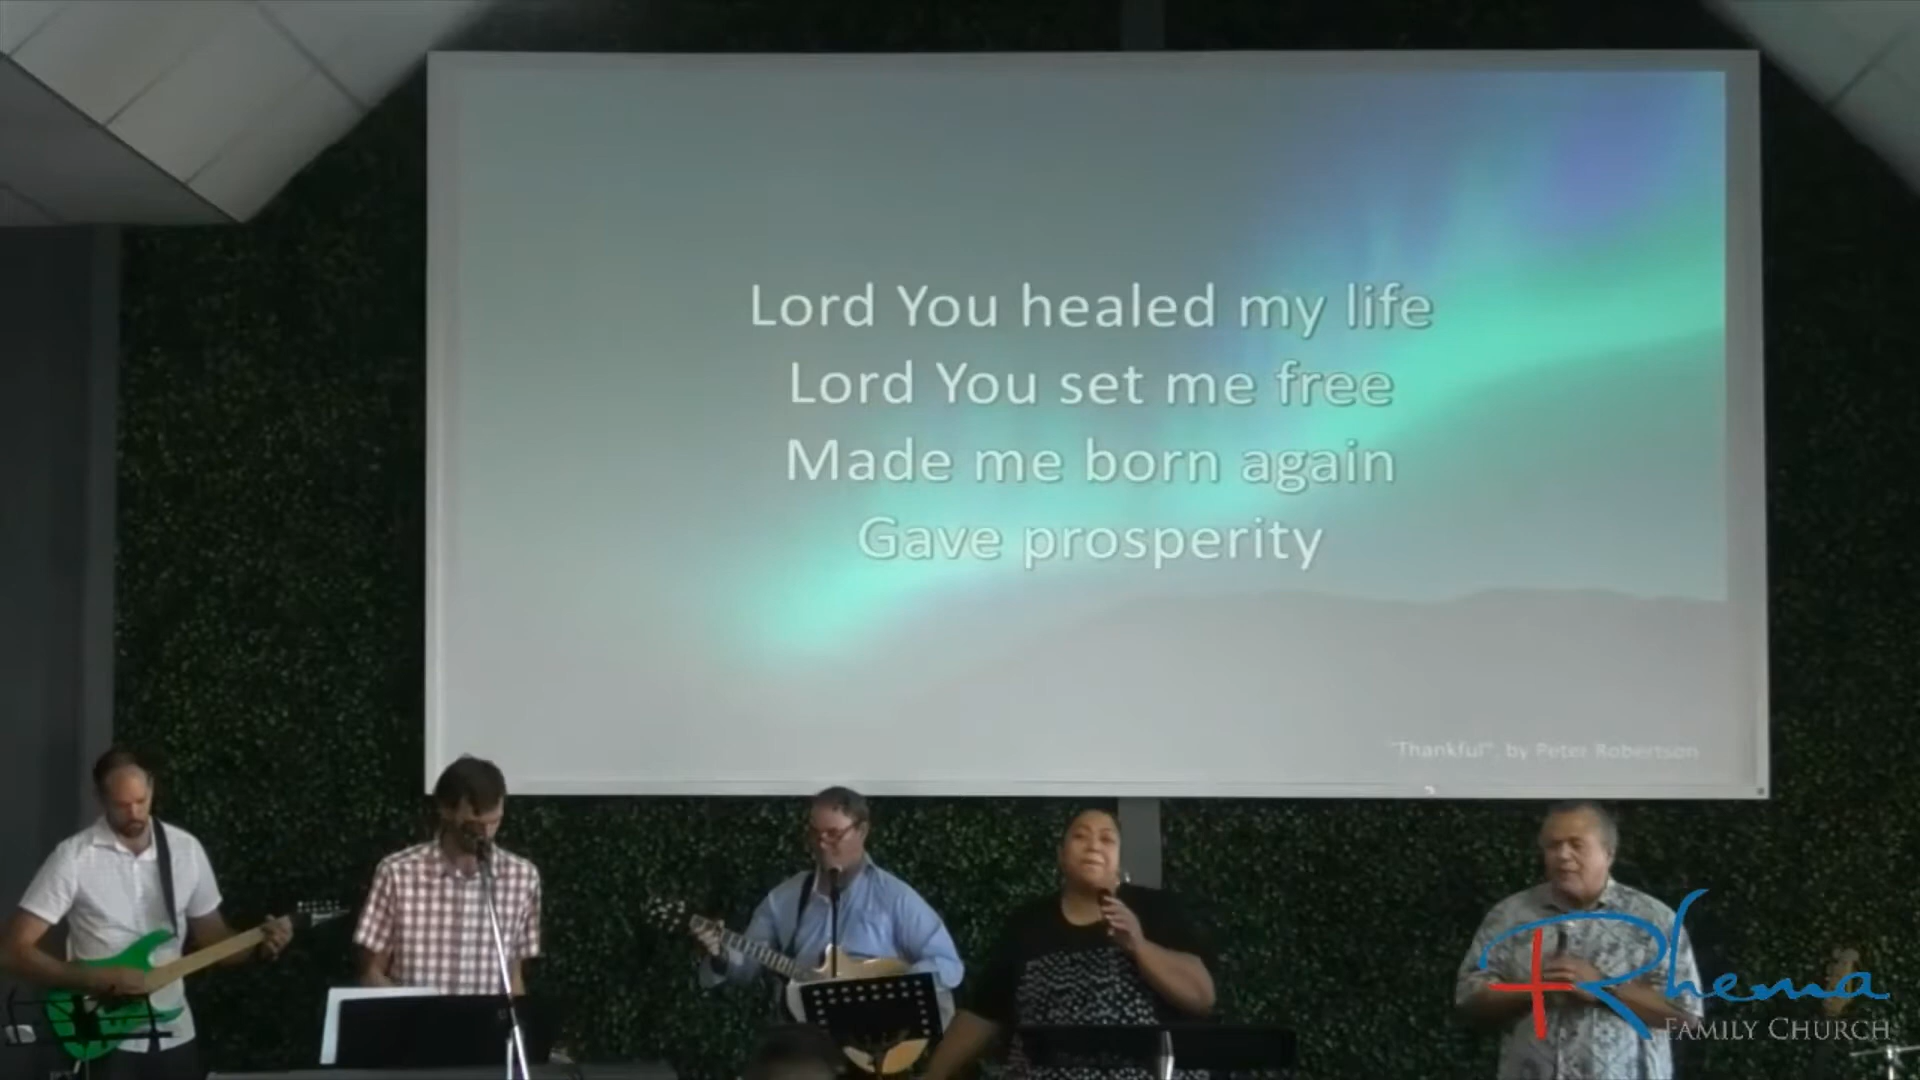 Lord You healed my life
Lord You set me free
Made me born again
Gave prosperity
"Thankful", by Peter Robertson
Rhema
FAMILY CHURCH